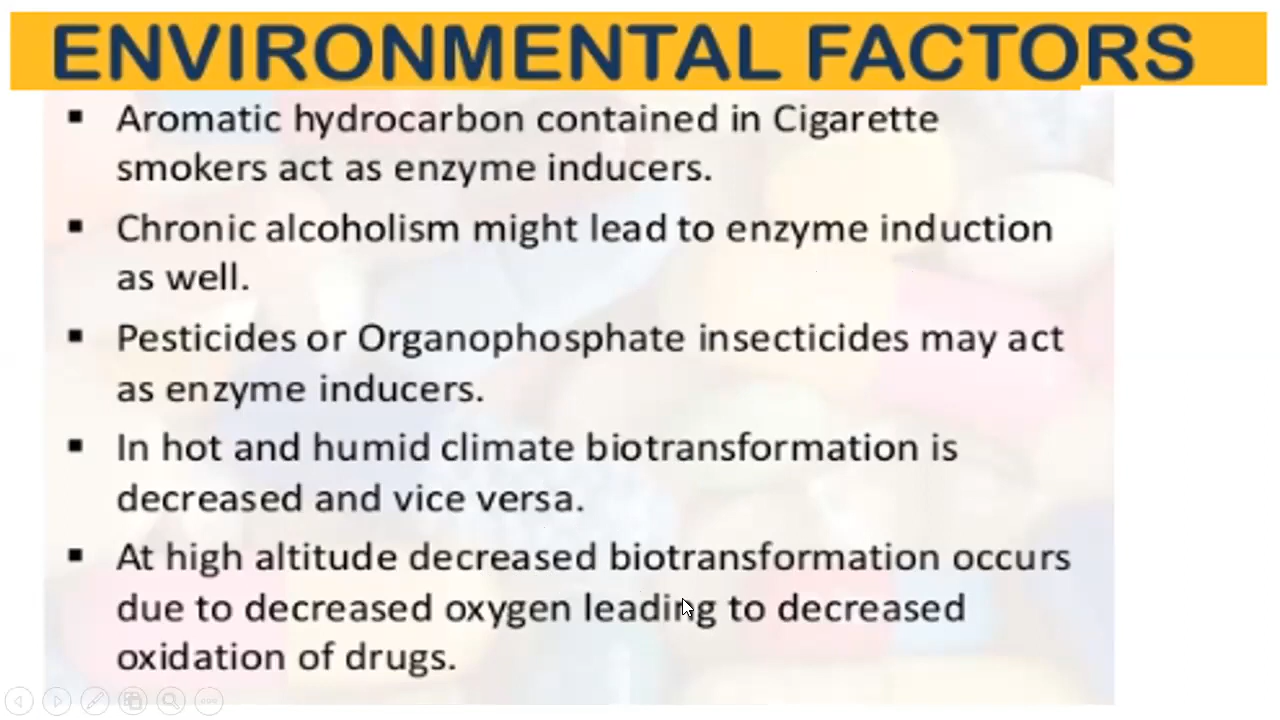 ENVIRONMENTAL FACTORS
▪ Aromatic hydrocarbon contained in Cigarette
smokers act as enzyme inducers.
▪ Chronic alcoholism might lead to enzyme induction
as well.
▪ Pesticides or Organophosphate insecticides may act
as enzyme inducers.
▪ In hot and humid climate biotransformation is
decreased and vice versa.
▪ At high altitude decreased biotransformation occurs
due to decreased oxygen leading to decreased
oxidation of drugs.